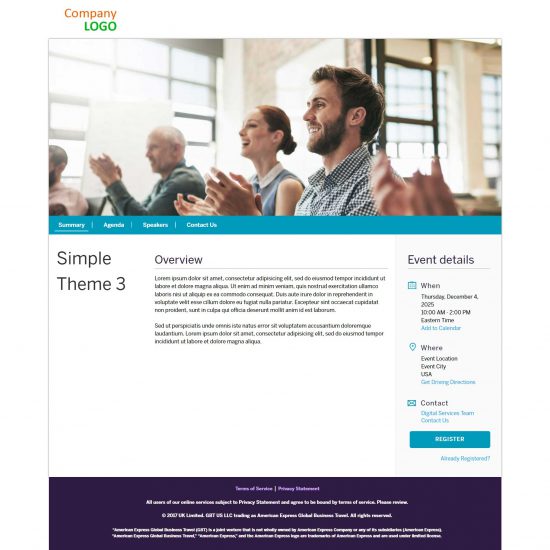 Company
LOGO
Summary | Agenda | Speakers | Contact Us
Simple
Theme 3
Overview
Lorem ipsum dolor sit amet, consectetur adipisicing elit, sed do eiusmod tempor incididunt ut
labore et dolore magna aliqua. Ut enim ad minim veniam, quis nostrud exercitation ullamco
laboris nisi ut aliquip ex ea commodo consequat. Duis aute irure dolor in reprehenderit in
voluptate velit esse cillum dolore eu fugiat nulla pariatur. Excepteur sint occaecat cupidatat
non proident, sunt in culpa qui officia deserunt mollit anim id est laborum.
Sed ut perspiciatis unde omnis iste natus error sit voluptatem accusantium doloremque
laudantium. Lorem ipsum dolor sit amet, consectetur adipisicing elit, sed do eiusmod tempor
incididunt ut labore et dolore magna aliqua.
Event details
When
Thursday, December 4,
2025
10:00 AM - 2:00 PM
Eastern Time
Add to Calendar
Where
Event Location
Event City
USA
Get Driving Directions
Contact
Digital Services Team
Contact Us
REGISTER
Already Registered?
Terms of Service | Privacy Statement
All users of our online services subject to Privacy Statement and agree to be bound by terms of service. Please review.
© 2017 UK Limited. GBT US LLC trading as American Express Global Business Travel. All rights reserved.
"American Express Global Business Travel" (GBT) is a joint venture that is not wholly owned by American Express Company or any of its subsidiaries (American Express).
"American Express Global Business Travel," "American Express," and the American Express logo are trademarks of American Express and are used under limited license.